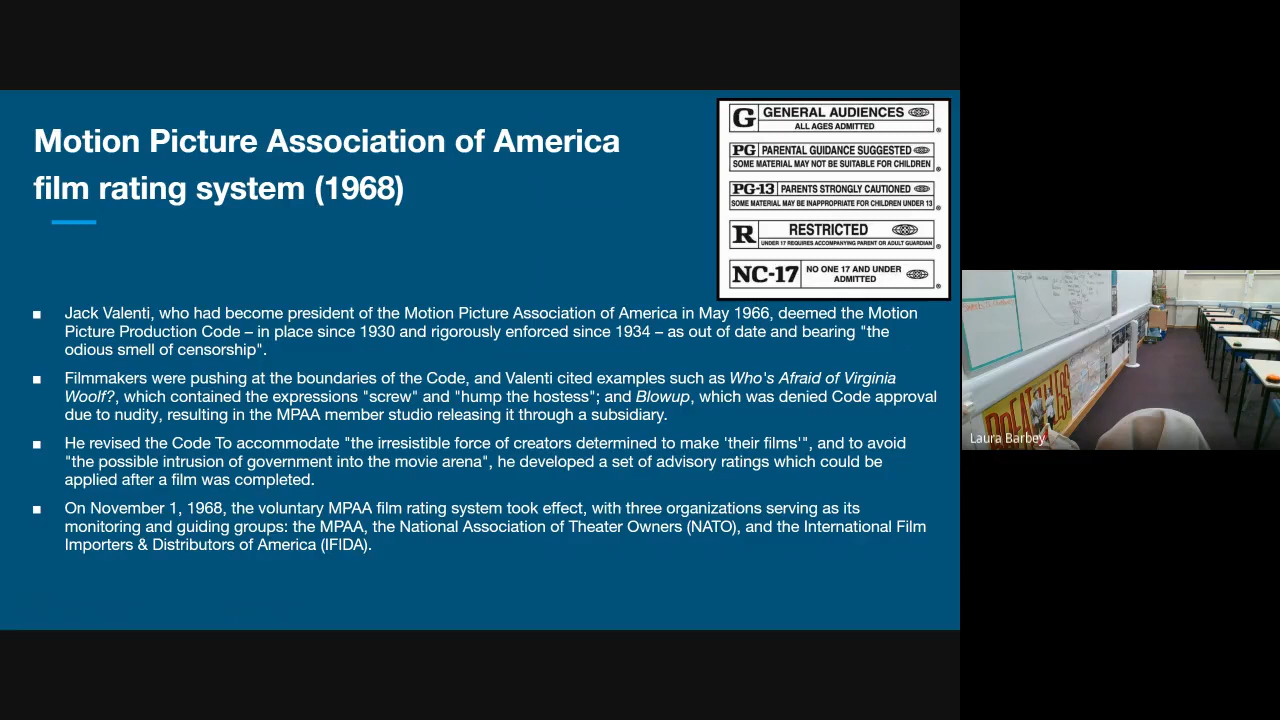 Motion Picture Association of America
film rating system (1968)
G GENERAL AUDIENCES
ALL AGES ADMITTED ®
PG PARENTAL GUIDANCE SUGGESTED
SOME MATERIAL MAY NOT BE SUITABLE FOR CHILDREN ®
PG-13 PARENTS STRONGLY CAUTIONED
SOME MATERIAL MAY BE INAPPROPRIATE FOR CHILDREN UNDER 13 ®
R RESTRICTED
UNDER 17 REQUIRES ACCOMPANYING PARENT OR ADULT GUARDIAN ®
NC-17 NO ONE 17 AND UNDER
ADMITTED ®
▪ Jack Valenti, who had become president of the Motion Picture Association of America in May 1966, deemed the Motion
Picture Production Code – in place since 1930 and rigorously enforced since 1934 – as out of date and bearing "the
odious smell of censorship".
▪ Filmmakers were pushing at the boundaries of the Code, and Valenti cited examples such as Who's Afraid of Virginia
Woolf?, which contained the expressions "screw" and "hump the hostess"; and Blowup, which was denied Code approval
due to nudity, resulting in the MPAA member studio releasing it through a subsidiary.
▪ He revised the Code To accommodate "the irresistible force of creators determined to make 'their films'", and to avoid
"the possible intrusion of government into the movie arena", he developed a set of advisory ratings which could be
applied after a film was completed.
▪ On November 1, 1968, the voluntary MPAA film rating system took effect, with three organizations serving as its
monitoring and guiding groups: the MPAA, the National Association of Theater Owners (NATO), and the International Film
Importers & Distributors of America (IFIDA).
Laura Barbey